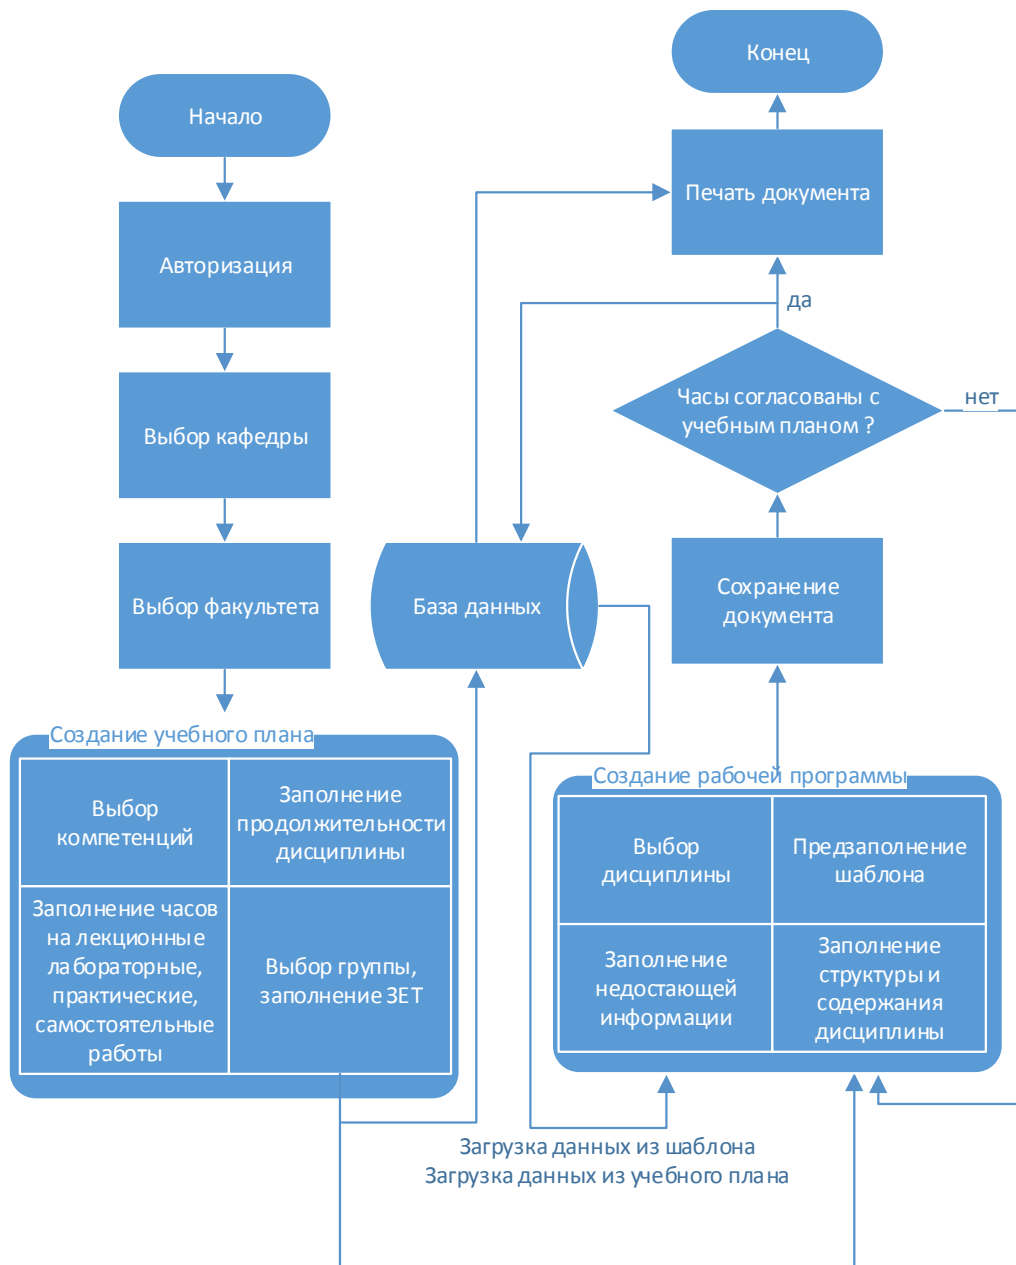 Начало
Авторизация
Выбор кафедры
Выбор факультета
Создание учебного плана
Выбор
компетенций
Заполнение
продолжительности
дисциплины
Заполнение часов
на лекционные
лабораторные,
практические,
самостоятельные
работы
Выбор группы,
заполнение ЗЕТ
База данных
Конец
Печать документа
да
Часы согласованы с
учебным планом ?
нет
Сохранение
документа
Создание рабочей программы
Выбор
дисциплины
Предзаполнение
шаблона
Заполнение
недостающей
информации
Заполнение
структуры и
содержания
дисциплины
Загрузка данных из шаблона
Загрузка данных из учебного плана